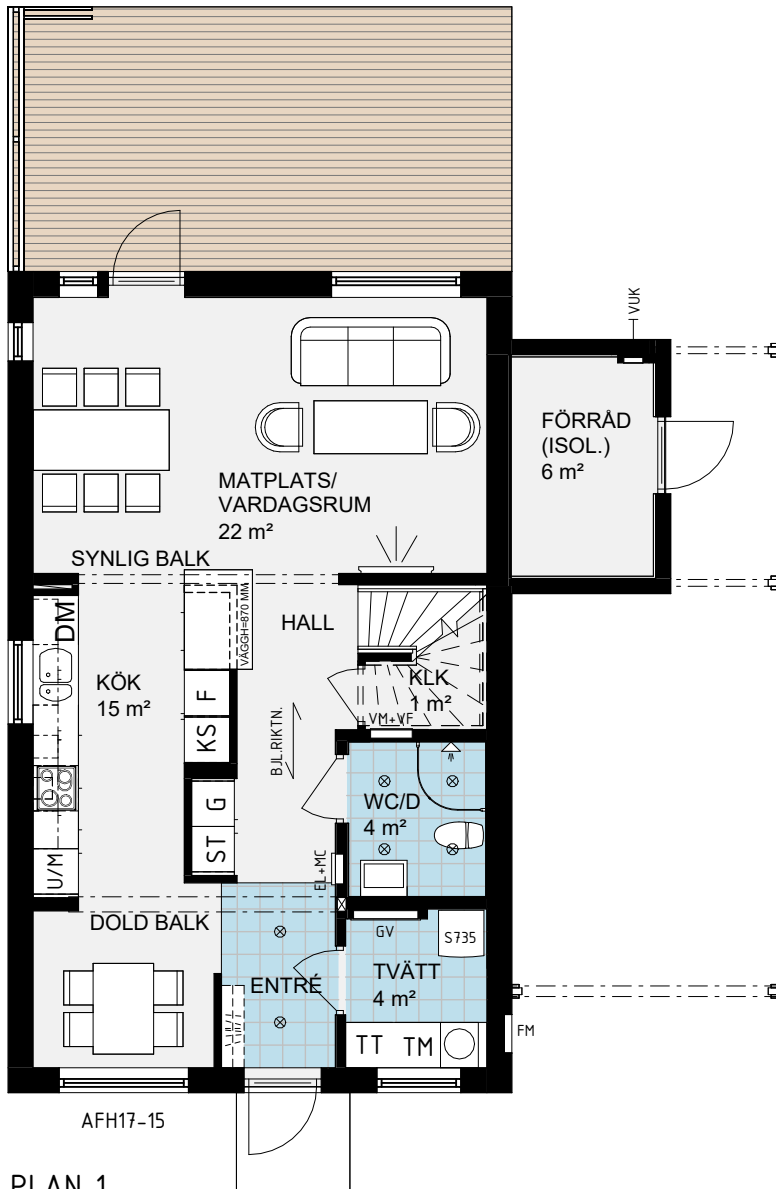 VUK
FÖRRÅD
(ISOL.)
6 m²
MATPLATS/
VARDAGSRUM
22 m²
SYNLIG BALK
DM
VÄGGH=870 MM
HALL
KÖK
15 m²
F
KLK
1 m²
KS
BJL.RIKTN.
VM+VF
G
WC/D
4 m²
ST
U/M
EL+MC
DOLD BALK
GV
S735
ENTRÉ
TVÄTT
4 m²
TT
TM
FM
AFH17-15
PLAN 1